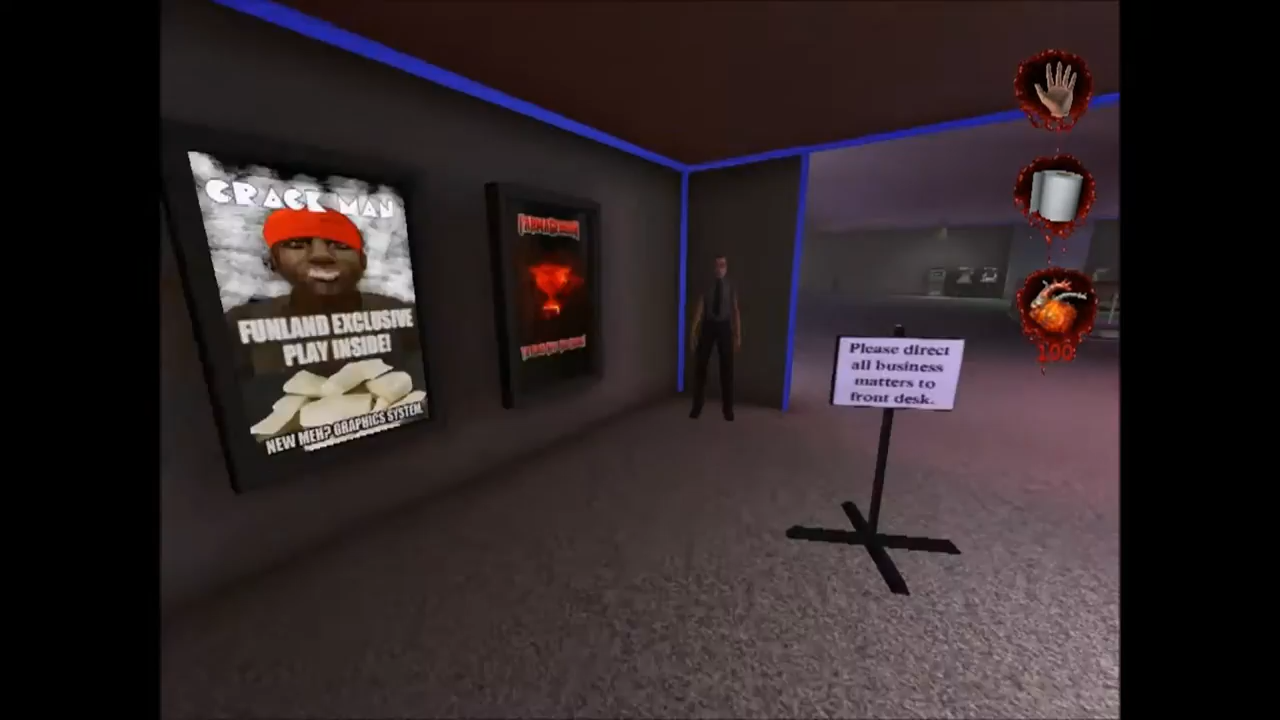 CRACK MAN
FUNLAND EXCLUSIVE
PLAY INSIDE!
NEW MEH? GRAPHICS SYSTEM
Please direct
all business
matters to
front desk.
100